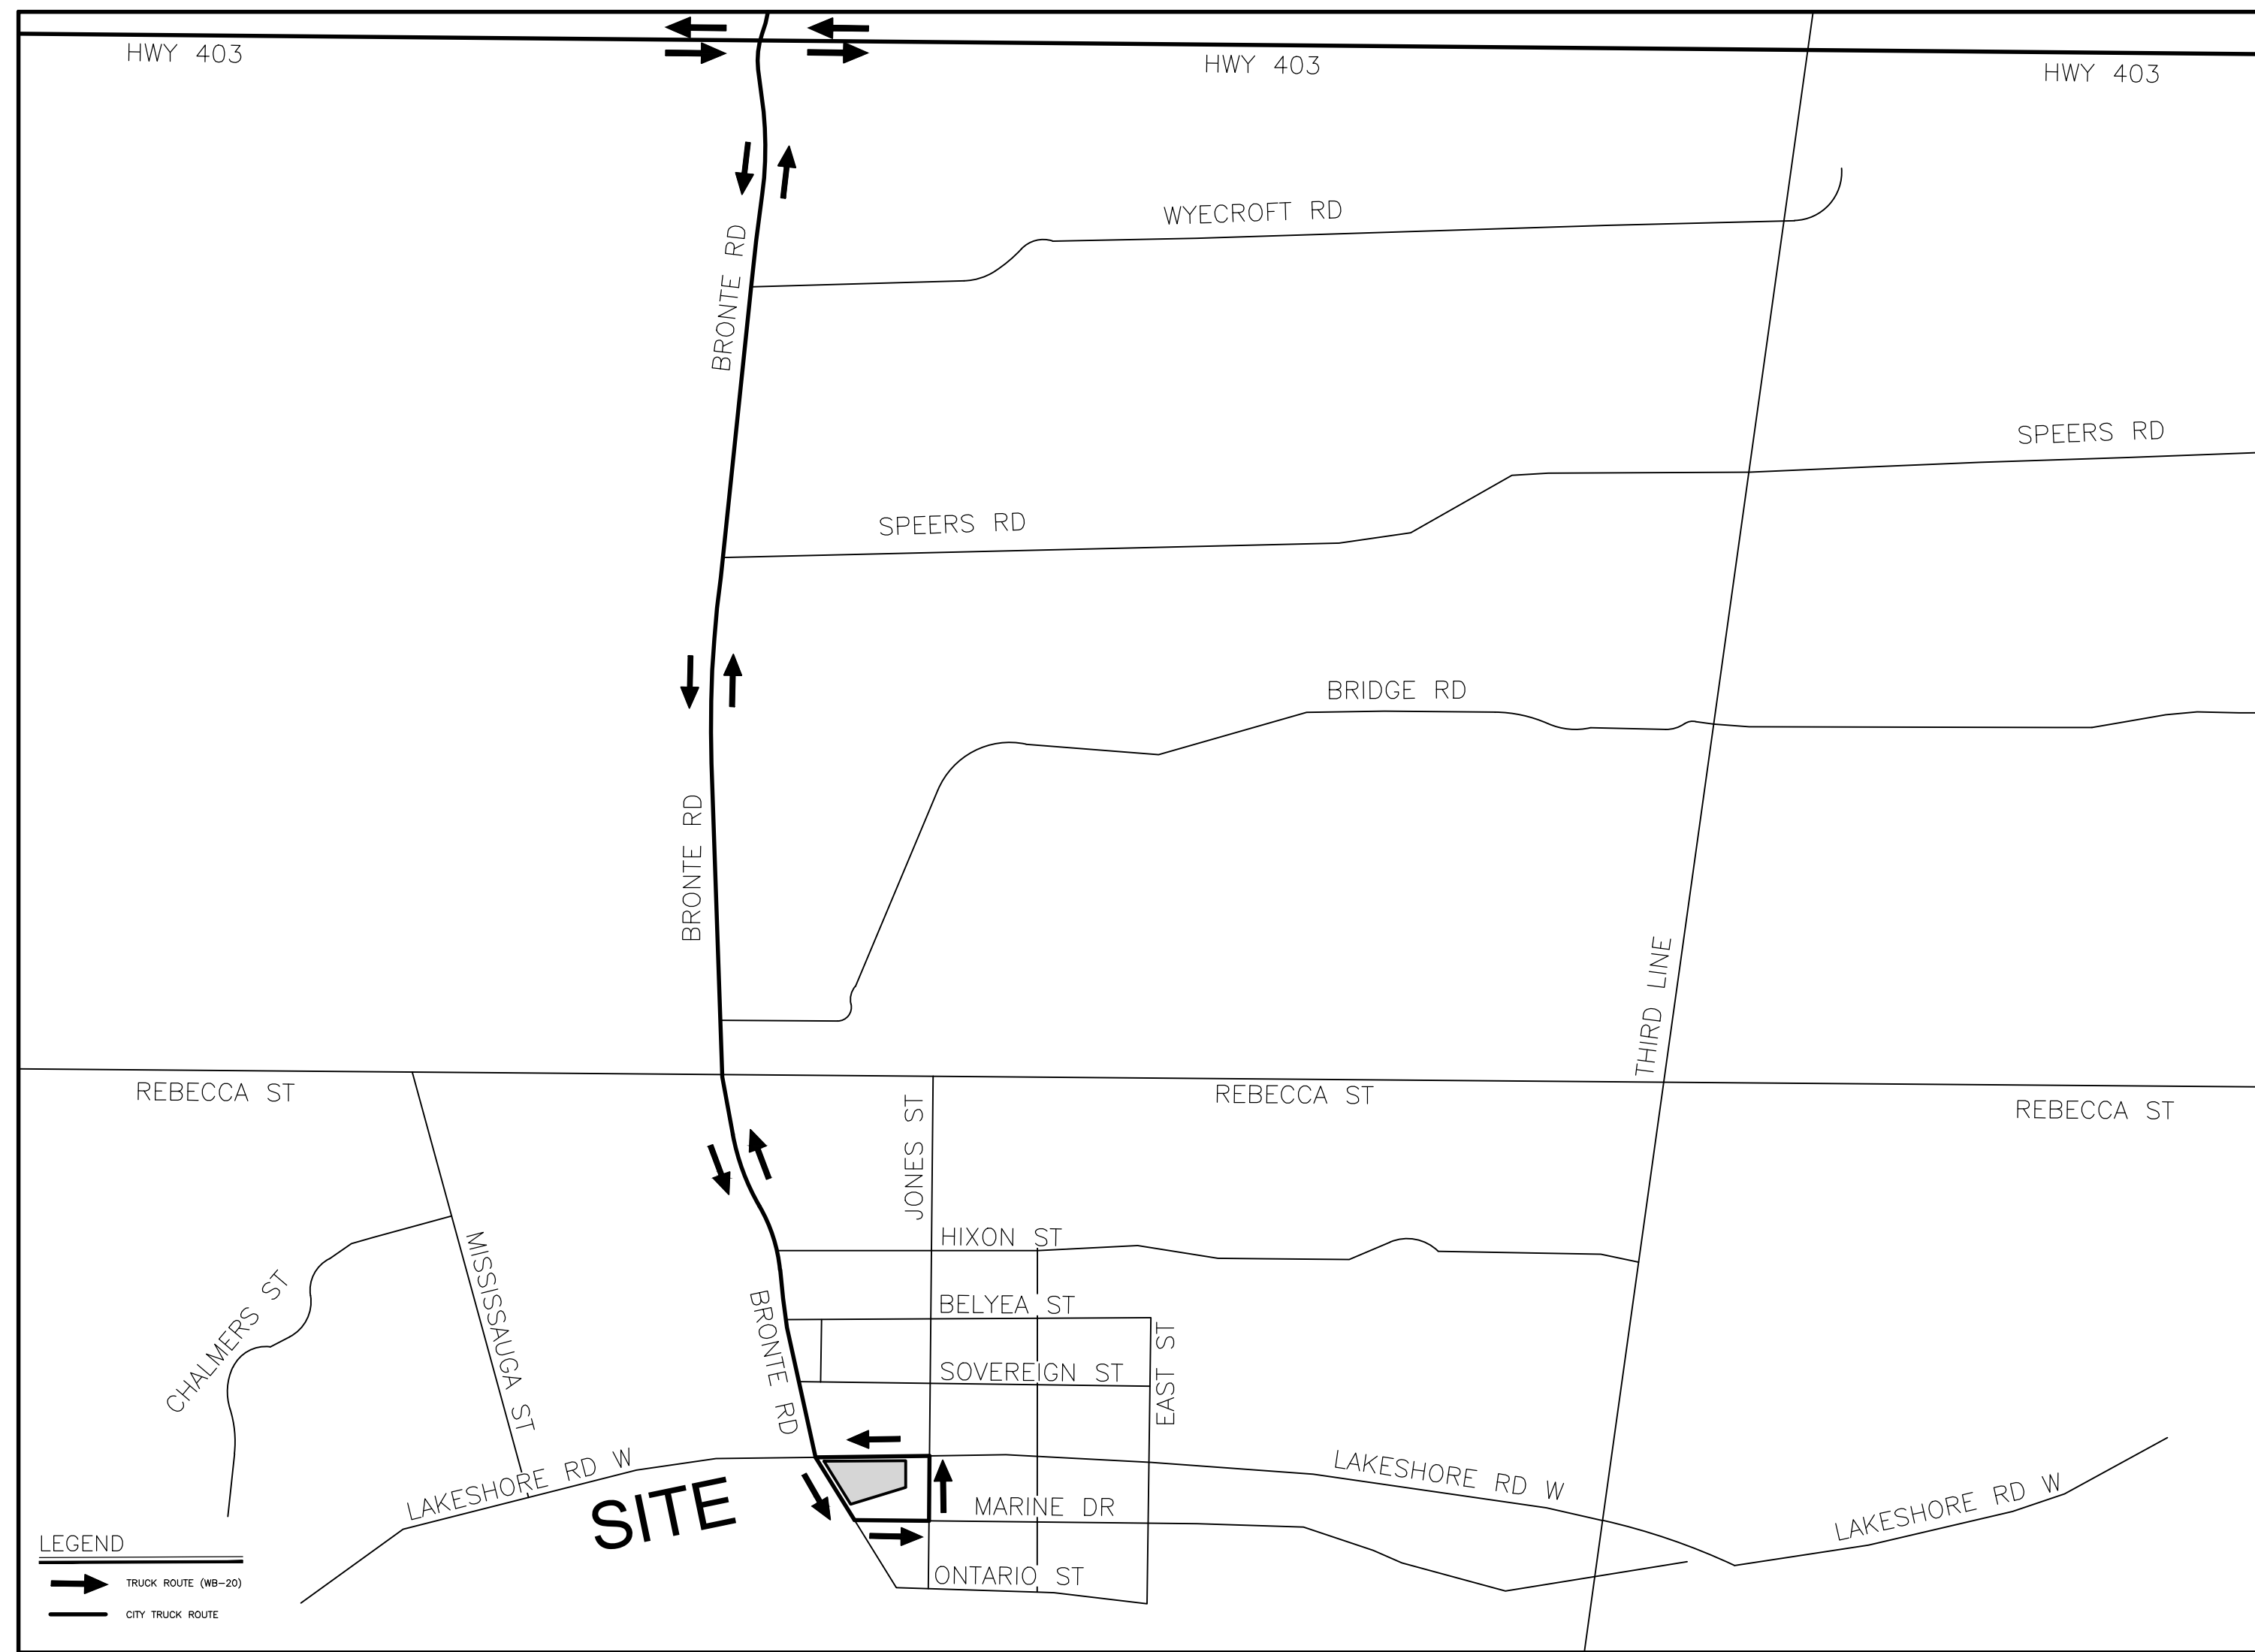 HWY 403
HWY 403
HWY 403
WYECROFT RD
BRONTE RD
SPEERS RD
SPEERS RD
BRIDGE RD
BRONTE RD
THIRD LINE
REBECCA ST
REBECCA ST
REBECCA ST
JONES ST
HIXON ST
MISSISSAUGA ST
CHALMERS ST
BELYEA ST
BRONTE RD
SOVEREIGN ST
EAST ST
LAKESHORE RD W
LAKESHORE RD W
LAKESHORE RD W
SITE
MARINE DR
ONTARIO ST
LEGEND
TRUCK ROUTE (WB-20)
CITY TRUCK ROUTE